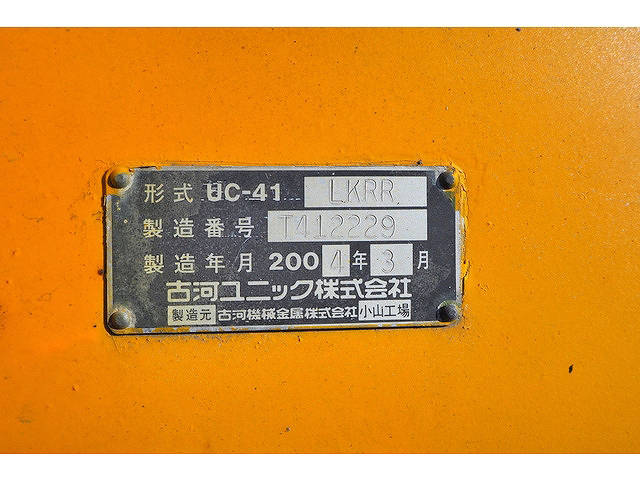 形式 UC-41 LKRR
製造番号 T412229
製造年月 2004年3月
古河ユニック株式会社
製造元 古河機械金属株式会社 小山工場